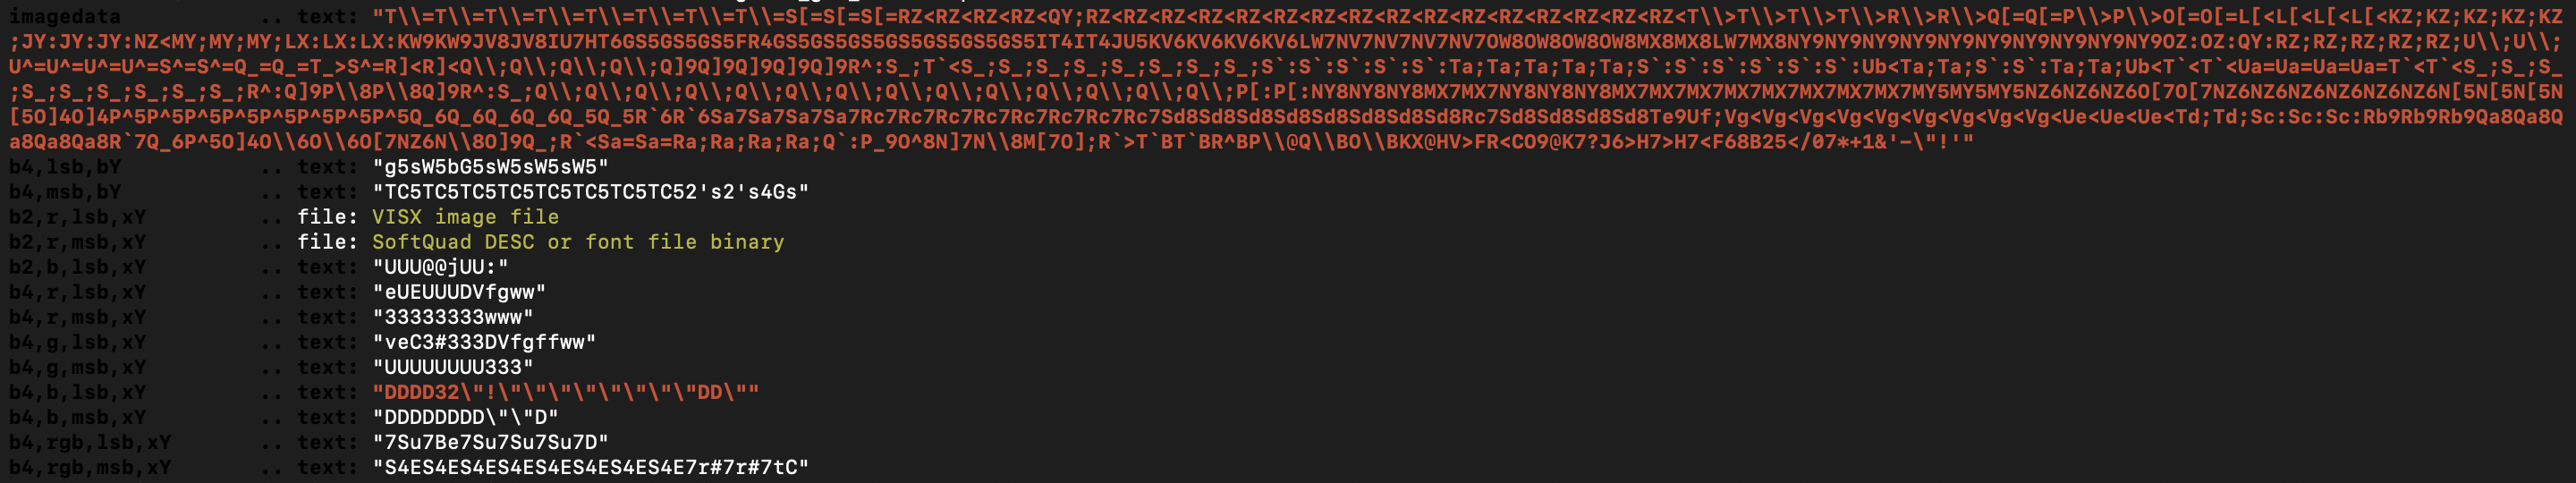 imagedata .. text: "T\\=T\\=T\\=T\\=T\\=T\\=T\\=T\\=S[=S[=S[=RZ<RZ<RZ<RZ<QY;RZ<RZ<RZ<RZ<RZ<RZ<RZ<RZ<RZ<RZ<RZ<RZ<RZ<RZ<RZ<RZ<T\\>T\\>T\\>T\\>R\\>R\\>Q[=Q[=P\\>P\\>O[=O[=L[<L[<L[<L[<KZ;KZ;KZ;KZ;KZ
;JY:JY:JY:NZ<MY;MY;MY;LX:LX:LX:KW9KW9JV8JV8IU7HT6GS5GS5GS5FR4GS5GS5GS5GS5GS5GS5GS5IT4IT4JU5KV6KV6KV6KV6LW7NV7NV7NV7NV7OW8OW8OW8OW8MX8MX8LW7MX8NY9NY9NY9NY9NY9NY9NY9NY9NY9OZ:OZ:QY:RZ;RZ;RZ;RZ;RZ;U\\;U\\;
U^=U^=U^=U^=S^=S^=Q_=Q_=T_>S^=R]<R]<Q\\;Q\\;Q\\;Q\\;Q]9Q]9Q]9Q]9Q]9R^:S_;T`<S_;S_;S_;S_;S_;S_;S_;S_;S`:S`:S`:S`:S`:Ta;Ta;Ta;Ta;Ta;S`:S`:S`:S`:S`:S`:Ub<Ta;Ta;S`:S`:Ta;Ta;Ub<T`<T`<Ua=Ua=Ua=Ua=T`<T`<S_;S_;S_
;S_;S_;S_;S_;S_;S_;R^:Q]9P\\8P\\8Q]9R^:S_;Q\\;Q\\;Q\\;Q\\;Q\\;Q\\;Q\\;Q\\;Q\\;Q\\;Q\\;Q\\;Q\\;Q\\;P[:P[:NY8NY8NY8MX7MX7NY8NY8NY8MX7MX7MX7MX7MX7MX7MX7MY5MY5MY5NZ6NZ6NZ6O[7O[7NZ6NZ6NZ6NZ6NZ6NZ6N[5N[5N[5N
[5O]4O]4P^5P^5P^5P^5P^5P^5P^5P^5Q_6Q_6Q_6Q_6Q_5Q_5R`6R`6Sa7Sa7Sa7Sa7Rc7Rc7Rc7Rc7Rc7Rc7Rc7Rc7Sd8Sd8Sd8Sd8Sd8Sd8Sd8Sd8Rc7Sd8Sd8Sd8Sd8Te9Uf;Vg<Vg<Vg<Vg<Vg<Vg<Vg<Vg<Ue<Ue<Ue<Td;Td;Sc:Sc:Sc:Rb9Rb9Rb9Qa8Qa8Q
a8Qa8Qa8R`7Q_6P^5O]4O\\6O\\6O[7NZ6N\\8O]9Q_;R`<Sa=Sa=Ra;Ra;Ra;Ra;Q`:P_9O^8N]7N\\8M[7O];R`>T`BT`BR^BP\\@Q\\BO\\BKX@HV>FR<CO9@K7?J6>H7>H7<F68B25</07*+1&'-\"!'"
b4,lsb,bY .. text: "g5sW5bG5sW5sW5sW5"
b4,msb,bY .. text: "TC5TC5TC5TC5TC5TC5TC5TC52's2's4Gs"
b2,r,lsb,xY .. file: VISX image file
b2,r,msb,xY .. file: SoftQuad DESC or font file binary
b2,b,lsb,xY .. text: "UUU@@jUU:"
b4,r,lsb,xY .. text: "eUEUUUDVfgww"
b4,r,msb,xY .. text: "33333333www"
b4,g,lsb,xY .. text: "veC3#333DVfgffww"
b4,g,msb,xY .. text: "UUUUUUUU333"
b4,b,lsb,xY .. text: "DDDD32\"!\"\"\"\"\"\"\"\"DD\""
b4,b,msb,xY .. text: "DDDDDDDD\"\"D"
b4,rgb,lsb,xY .. text: "7Su7Be7Su7Su7Su7D"
b4,rgb,msb,xY .. text: "S4ES4ES4ES4ES4ES4ES4ES4E7r#7r#7tC"